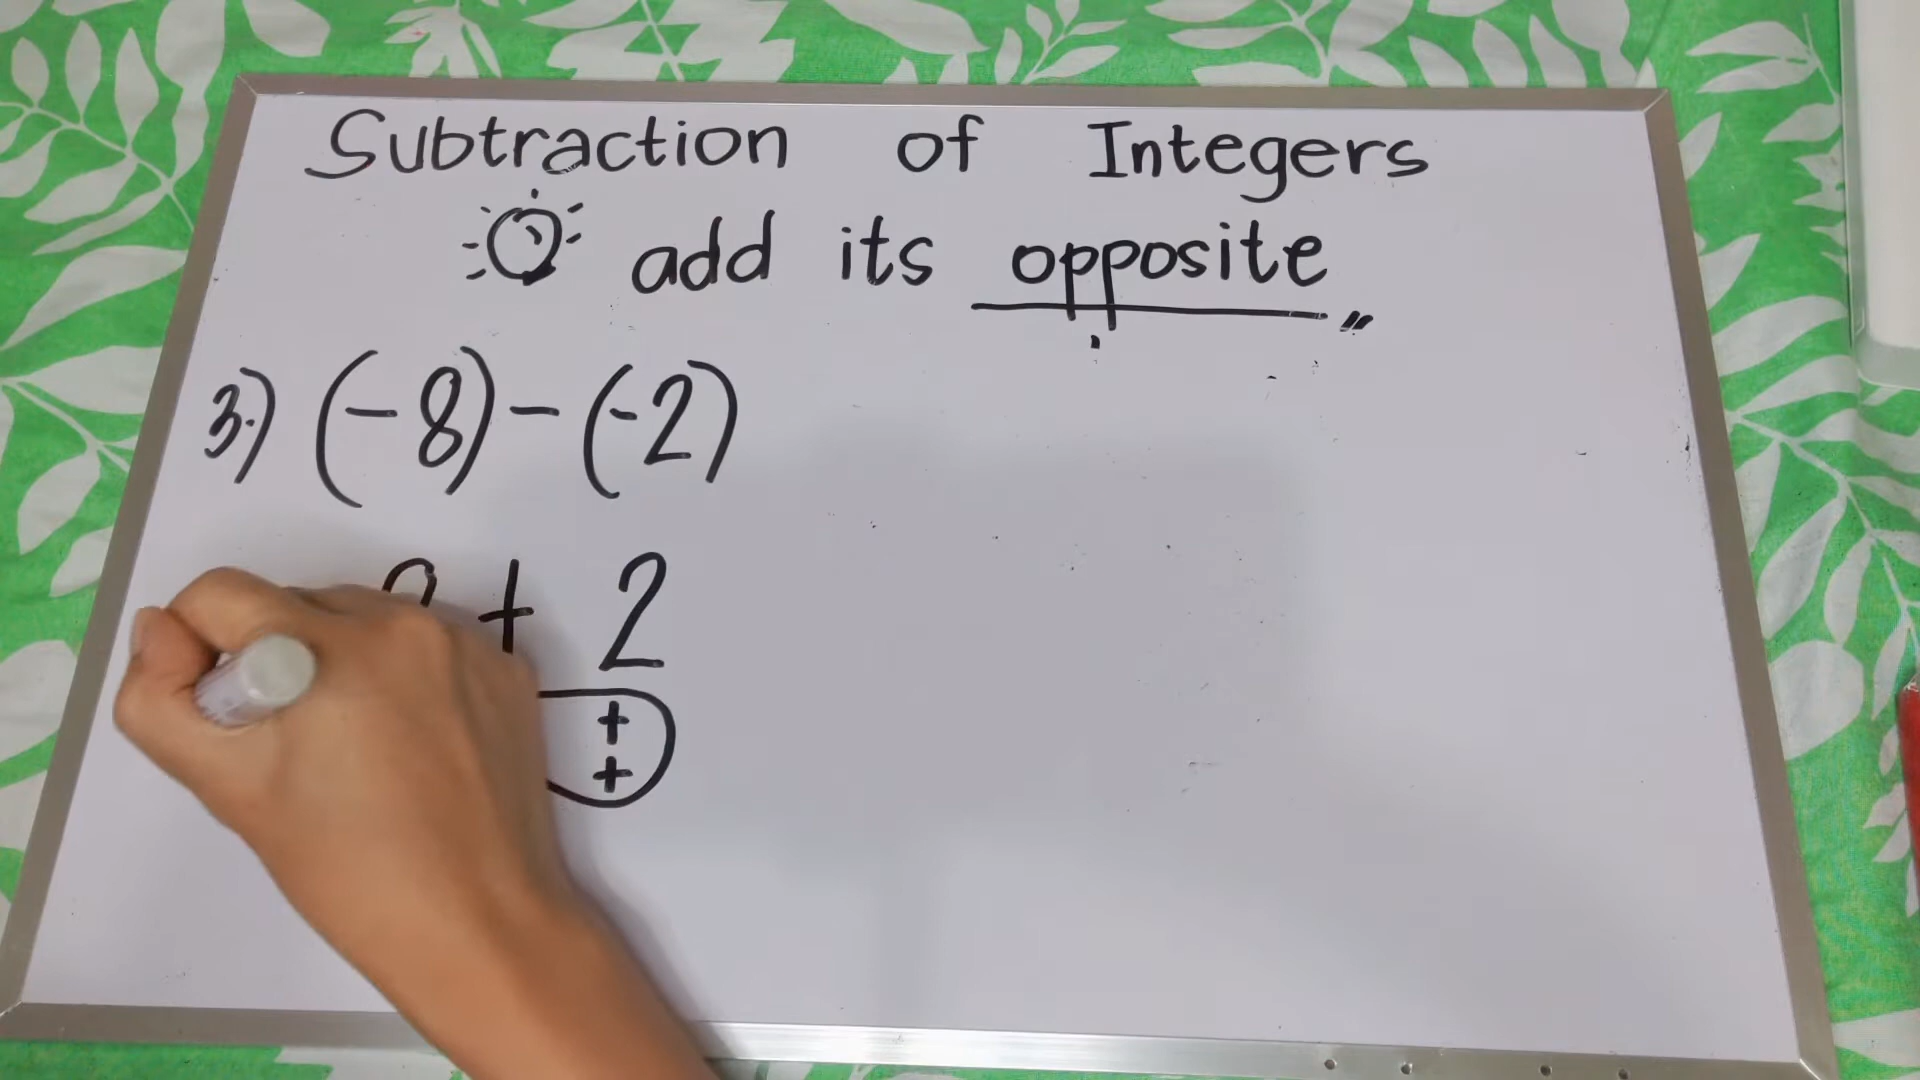 Subtraction of Integers
add its opposite
3.) (-8) - (-2)
+ 2
+
+